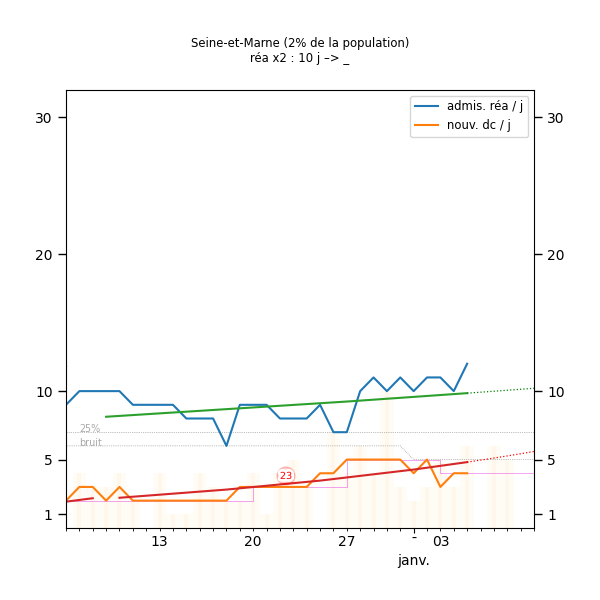 Seine-et-Marne (2% de la population)
réa x2 : 10 j –> _
admis. réa / j
nouv. dc / j
30
30
20
20
10
10
25%
bruit
5
5
23
1
1
13
20
27
-
03
janv.